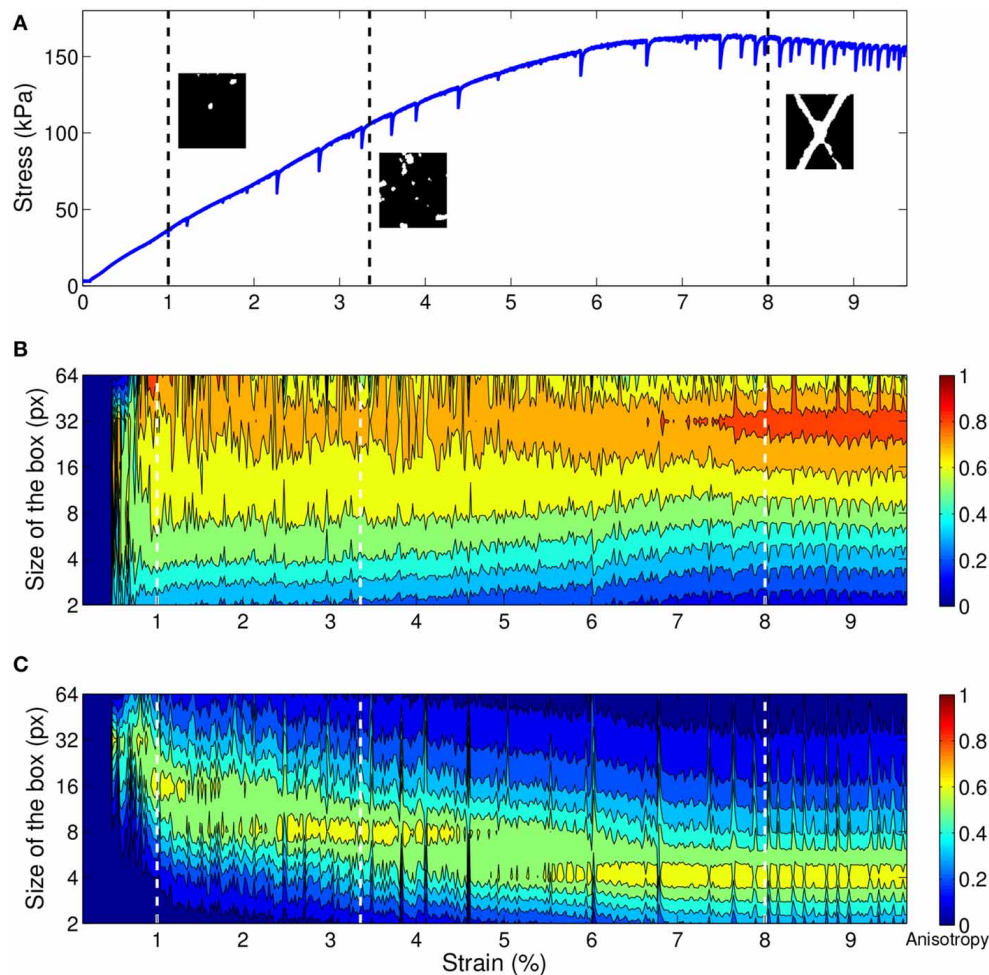 A
Stress (kPa)
150
100
50
0
0 1 2 3 4 5 6 7 8 9
B
Size of the box (px)
64
32
16
8
4
2
1 2 3 4 5 6 7 8 9
1
0.8
0.6
0.4
0.2
0
C
Size of the box (px)
64
32
16
8
4
2
1 2 3 4 5 6 7 8 9
Strain (%)
1
0.8
0.6
0.4
0.2
0
Anisotropy